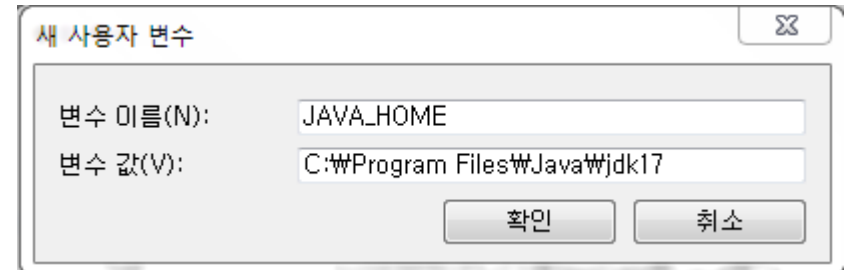 새 사용자 변수
변수 이름(N): JAVA_HOME
변수 값(V): C:₩Program Files₩Java₩jdk17
확인 취소